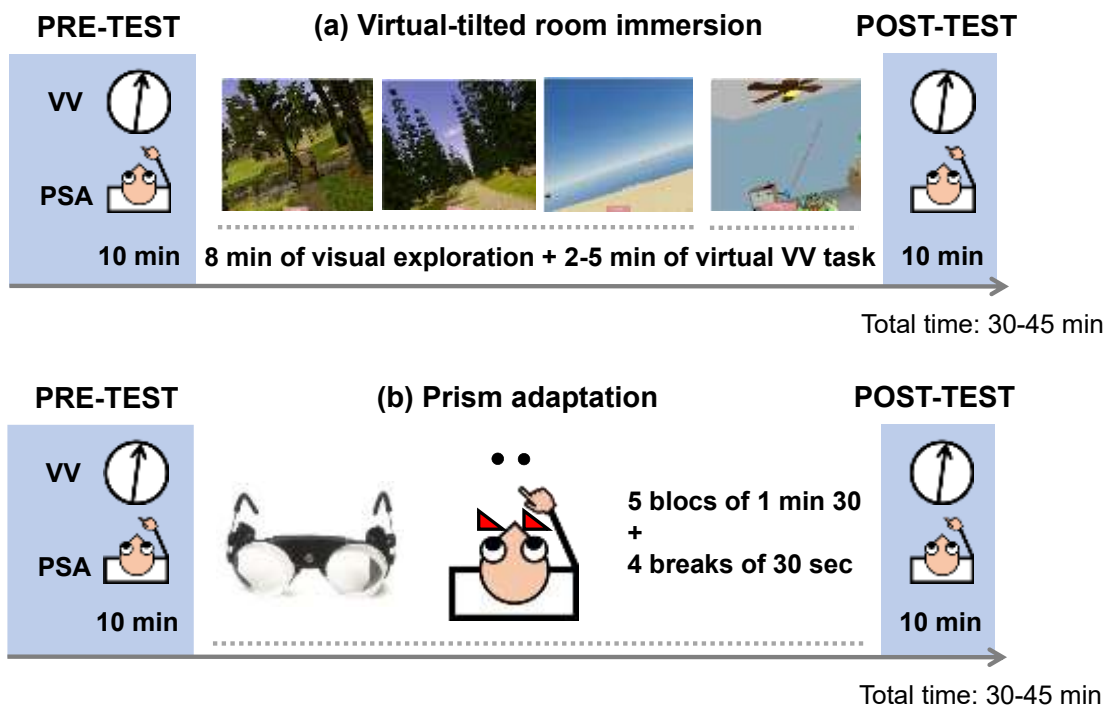 PRE-TEST
(a) Virtual-tilted room immersion
POST-TEST
VV
PSA
10 min
8 min of visual exploration + 2-5 min of virtual VV task
10 min
Total time: 30-45 min
PRE-TEST
(b) Prism adaptation
POST-TEST
VV
5 blocs of 1 min 30
+
PSA
4 breaks of 30 sec
10 min
10 min
Total time: 30-45 min